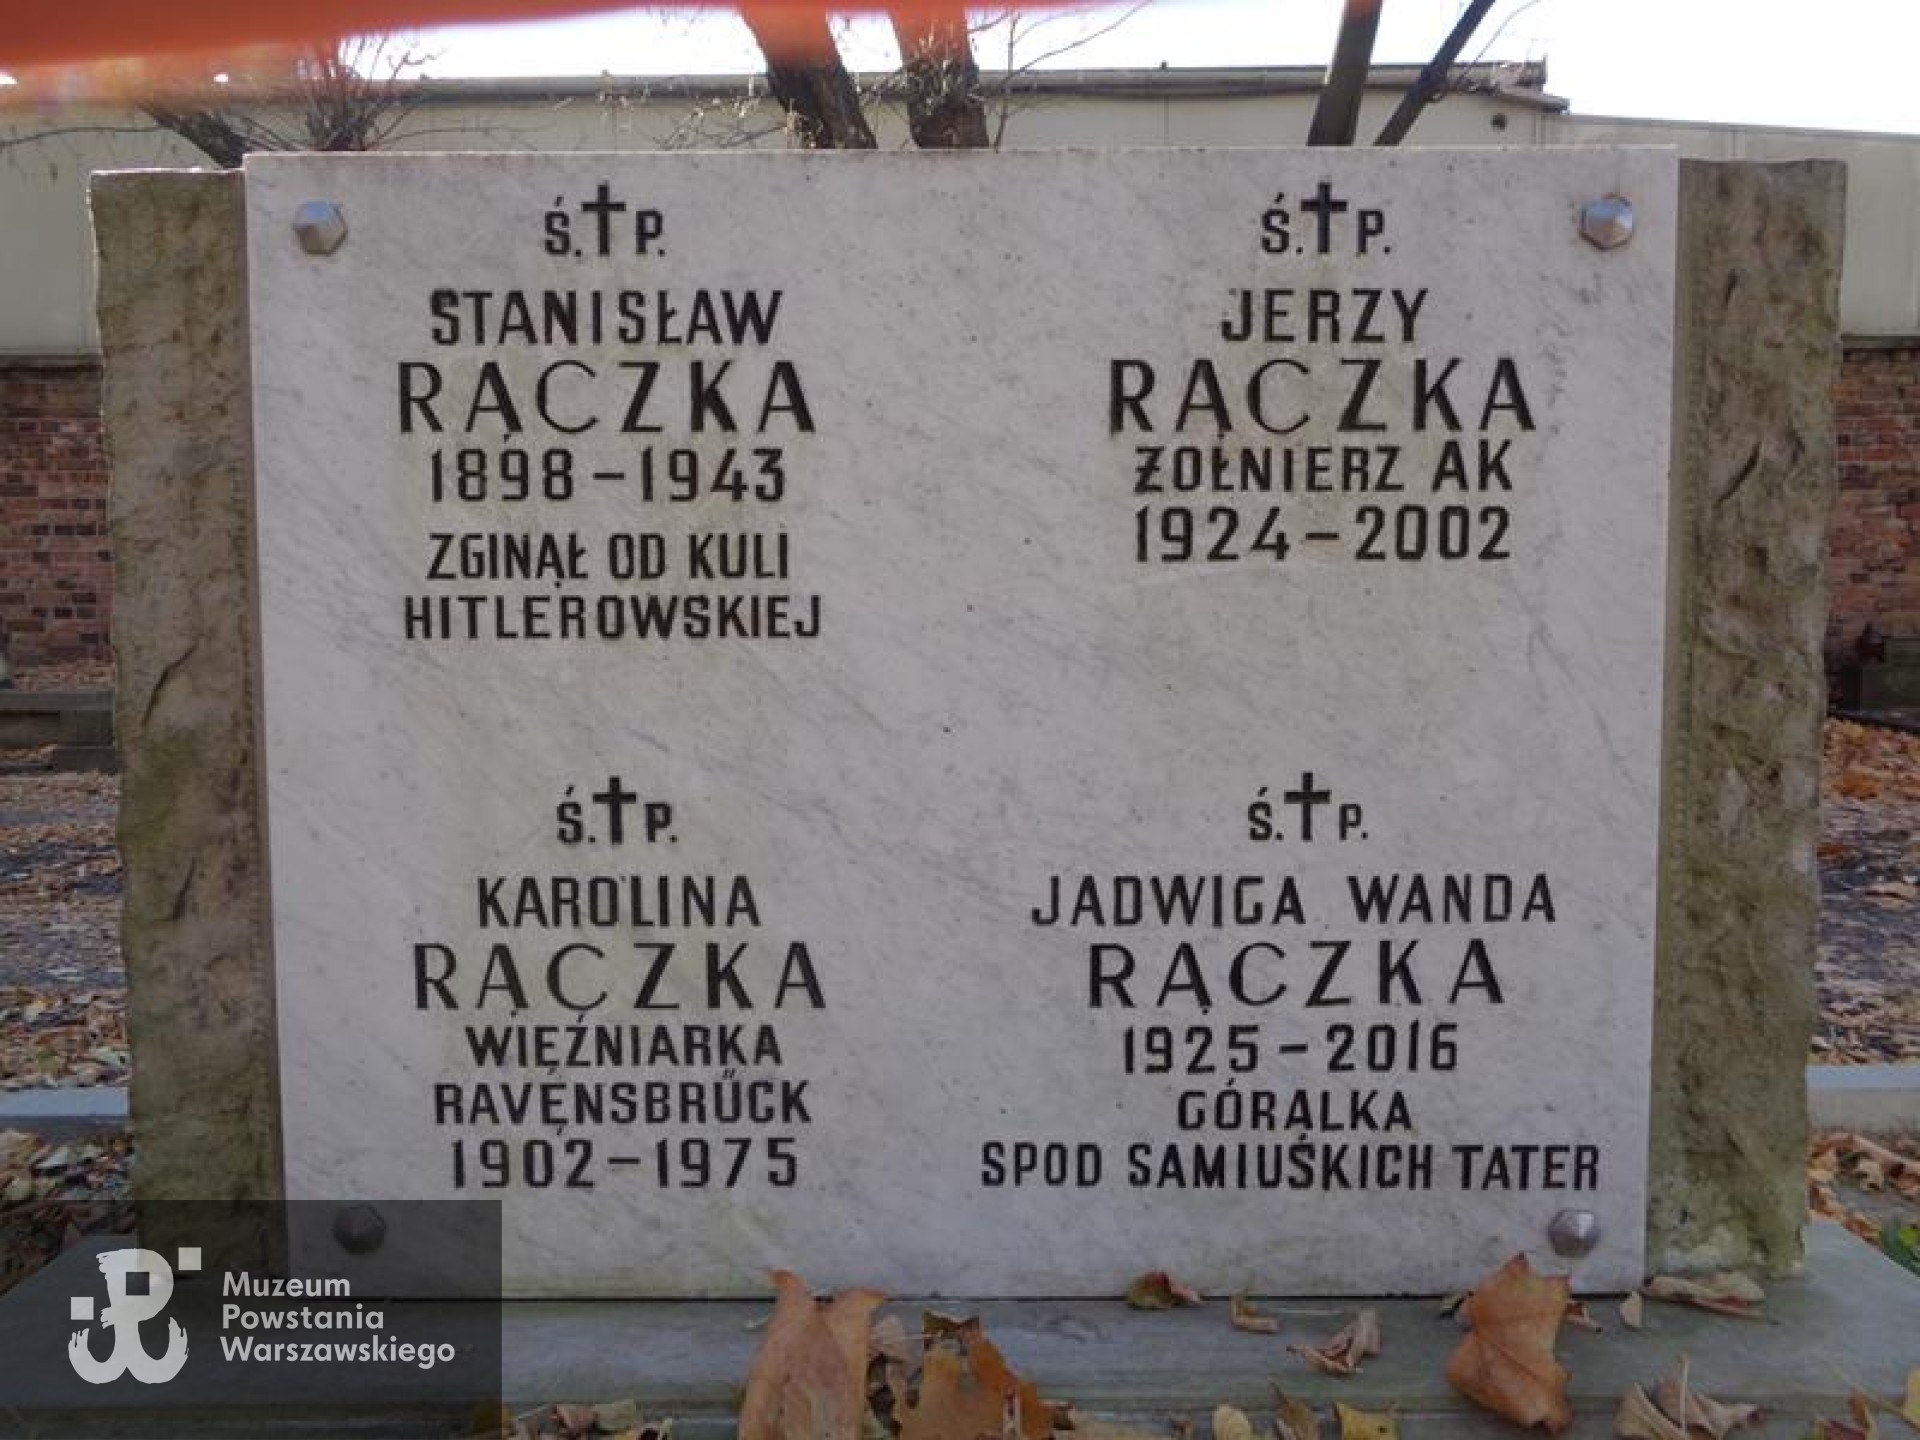 Ś.†P.
STANISŁAW
RĄCZKA
1898-1943
ZGINĄŁ OD KULI
HITLEROWSKIEJ
Ś.†P.
JERZY
RĄCZKA
ŻOŁNIERZ AK
1924-2002
Ś.†P.
KAROLINA
RĄCZKA
WIĘŹNIARKA
RAVENSBRÜCK
1902-1975
Ś.†P.
JADWIGA WANDA
RĄCZKA
1925-2016
GÓRALKA
SPOD SAMIUŚKICH TATER
Muzeum
Powstania
Warszawskiego